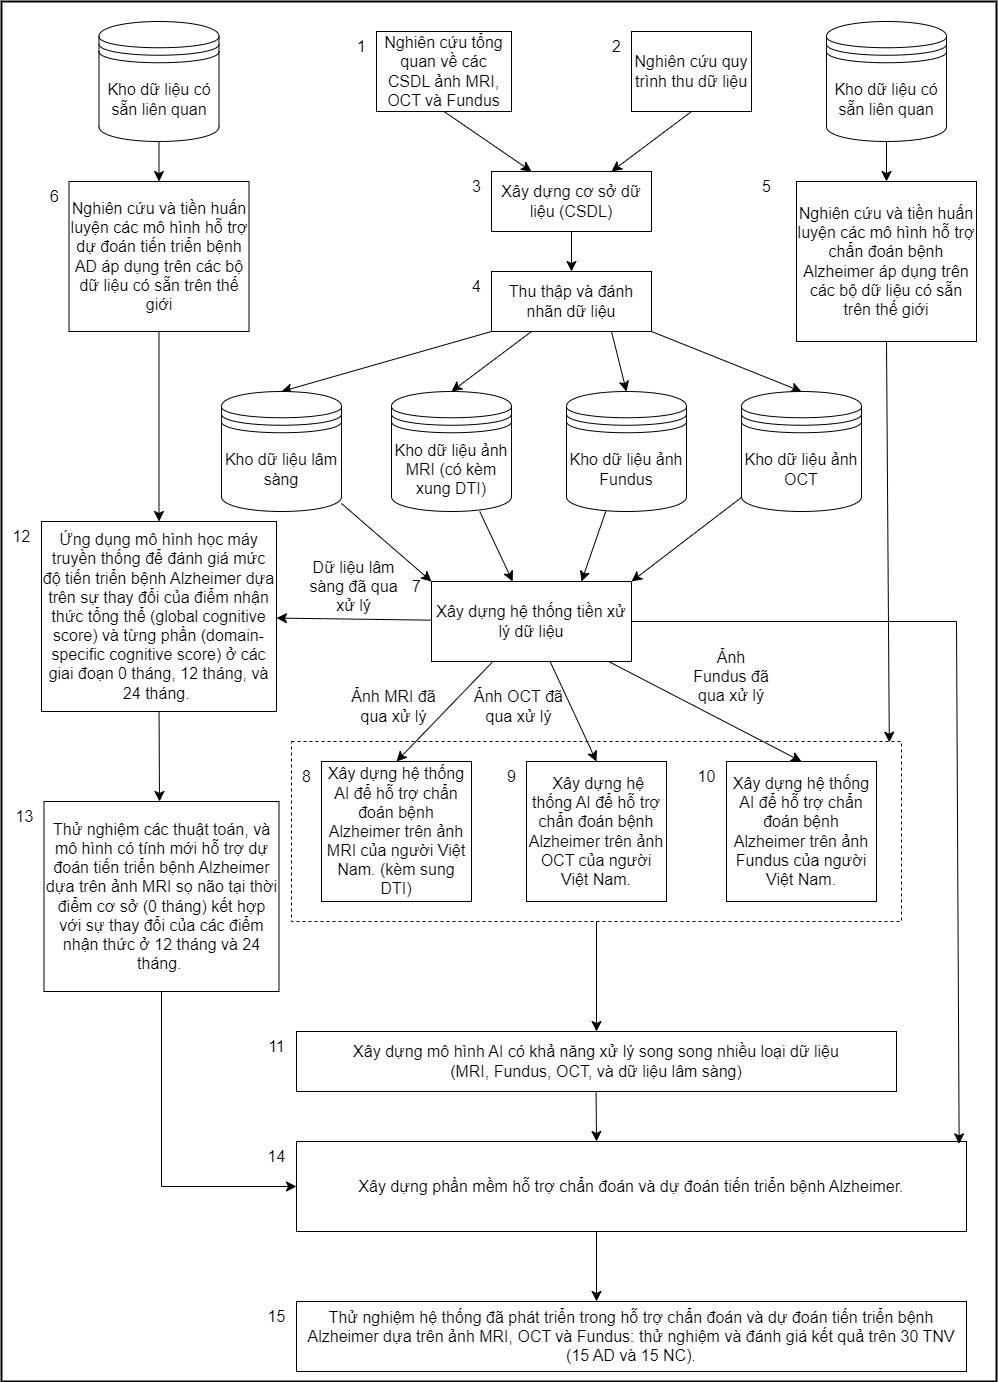 Kho dữ liệu có
sẵn liên quan
1
Nghiên cứu tổng
quan về các
CSDL ảnh MRI,
OCT và Fundus
2
Nghiên cứu quy
trình thu dữ liệu
Kho dữ liệu có
sẵn liên quan
3
Xây dựng cơ sở dữ
liệu (CSDL)
6
Nghiên cứu và tiền huấn
luyện các mô hình hỗ trợ
dự đoán tiến triển bệnh
AD áp dụng trên các bộ
dữ liệu có sẵn trên thế
giới
5
Nghiên cứu và tiền huấn
luyện các mô hình hỗ trợ
chẩn đoán bệnh
Alzheimer áp dụng trên
các bộ dữ liệu có sẵn
trên thế giới
4
Thu thập và đánh
nhãn dữ liệu
Kho dữ liệu lâm
sàng
Kho dữ liệu ảnh
MRI (có kèm
xung DTI)
Kho dữ liệu ảnh
Fundus
Kho dữ liệu ảnh
OCT
12
Ứng dụng mô hình học máy
truyền thống để đánh giá mức
độ tiến triển bệnh Alzheimer dựa
trên sự thay đổi của điểm nhận
thức tổng thể (global cognitive
score) và từng phần (domain-
specific cognitive score) ở các
giai đoạn 0 tháng, 12 tháng, và
24 tháng.
Dữ liệu lâm
sàng đã qua
xử lý
7
Xây dựng hệ thống tiền xử
lý dữ liệu
Ảnh MRI đã
qua xử lý
Ảnh OCT đã
qua xử lý
Ảnh
Fundus đã
qua xử lý
8
Xây dựng hệ thống
AI để hỗ trợ chẩn
đoán bệnh
Alzheimer trên ảnh
MRI của người Việt
Nam. (kèm sung
DTI)
9
Xây dựng hệ
thống AI để hỗ trợ
chẩn đoán bệnh
Alzheimer trên ảnh
OCT của người
Việt Nam.
10
Xây dựng hệ thống
AI để hỗ trợ chẩn
đoán bệnh
Alzheimer trên ảnh
Fundus của người
Việt Nam.
13
Thử nghiệm các thuật toán, và
mô hình có tính mới hỗ trợ dự
đoán tiến triển bệnh Alzheimer
dựa trên ảnh MRI sọ não tại thời
điểm cơ sở (0 tháng) kết hợp
với sự thay đổi của các điểm
nhận thức ở 12 tháng và 24
tháng.
11
Xây dựng mô hình AI có khả năng xử lý song song nhiều loại dữ liệu
(MRI, Fundus, OCT, và dữ liệu lâm sàng)
14
Xây dựng phần mềm hỗ trợ chẩn đoán và dự đoán tiến triển bệnh Alzheimer.
15
Thử nghiệm hệ thống đã phát triển trong hỗ trợ chẩn đoán và dự đoán tiến triển bệnh
Alzheimer dựa trên ảnh MRI, OCT và Fundus: thử nghiệm và đánh giá kết quả trên 30 TNV
(15 AD và 15 NC).